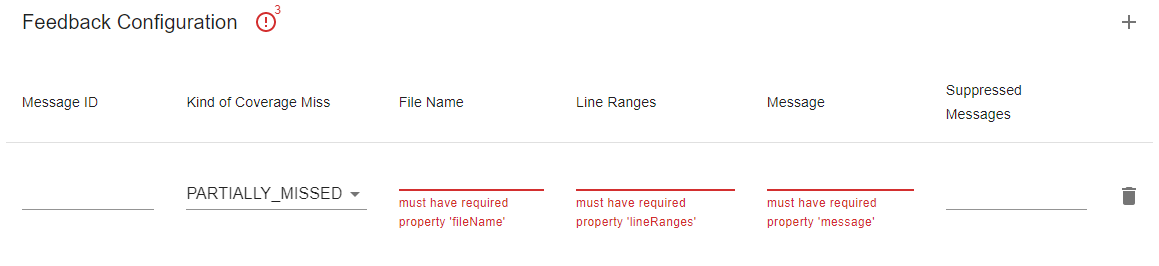 Feedback Configuration 3
Message ID Kind of Coverage Miss File Name Line Ranges Message Suppressed
Messages
PARTIALLY_MISSED
must have required must have required must have required
property 'fileName' property 'lineRanges' property 'message'